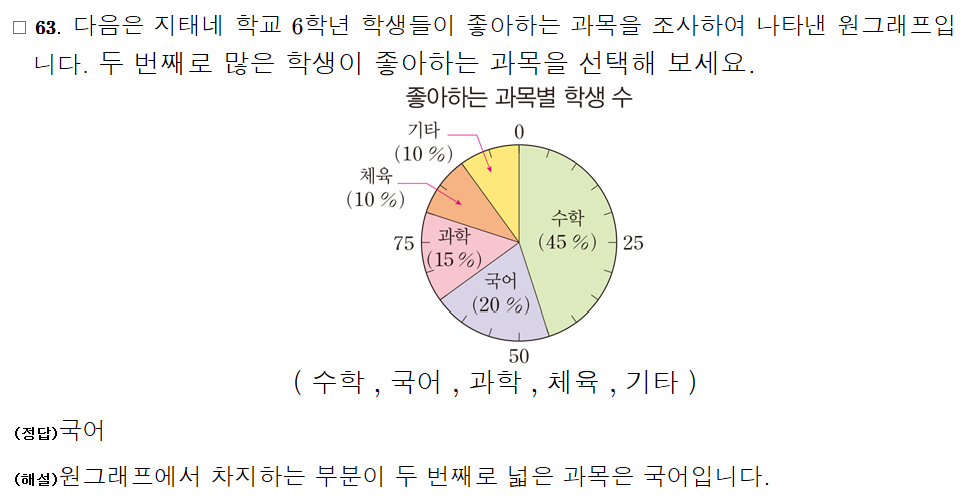 □ 63. 다음은 지태네 학교 6학년 학생들이 좋아하는 과목을 조사하여 나타낸 원그래프입
니다. 두 번째로 많은 학생이 좋아하는 과목을 선택해 보세요.
좋아하는 과목별 학생 수
기타
(10 %)
0
체육
(10 %)
수학
(45 %)
25
75
과학
(15 %)
국어
(20 %)
50
( 수학 , 국어 , 과학 , 체육 , 기타 )
(정답)국어
(해설)원그래프에서 차지하는 부분이 두 번째로 넓은 과목은 국어입니다.